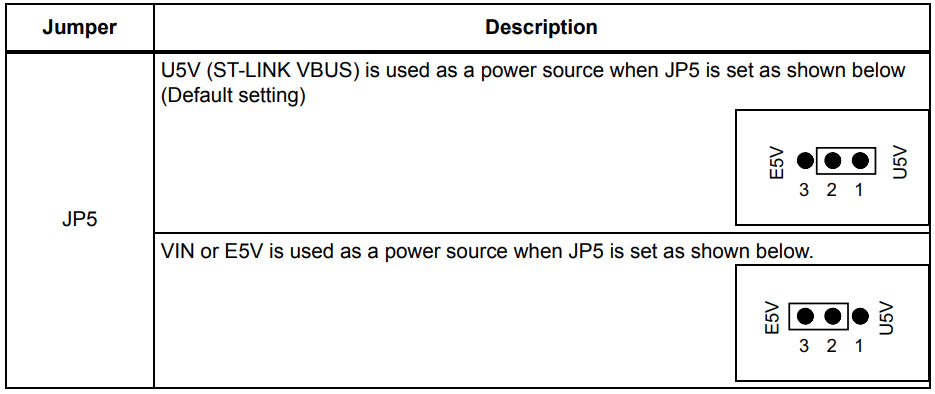 Jumper Description
U5V (ST-LINK VBUS) is used as a power source when JP5 is set as shown below
(Default setting)
E5V U5V
3 2 1
JP5
VIN or E5V is used as a power source when JP5 is set as shown below.
E5V U5V
3 2 1